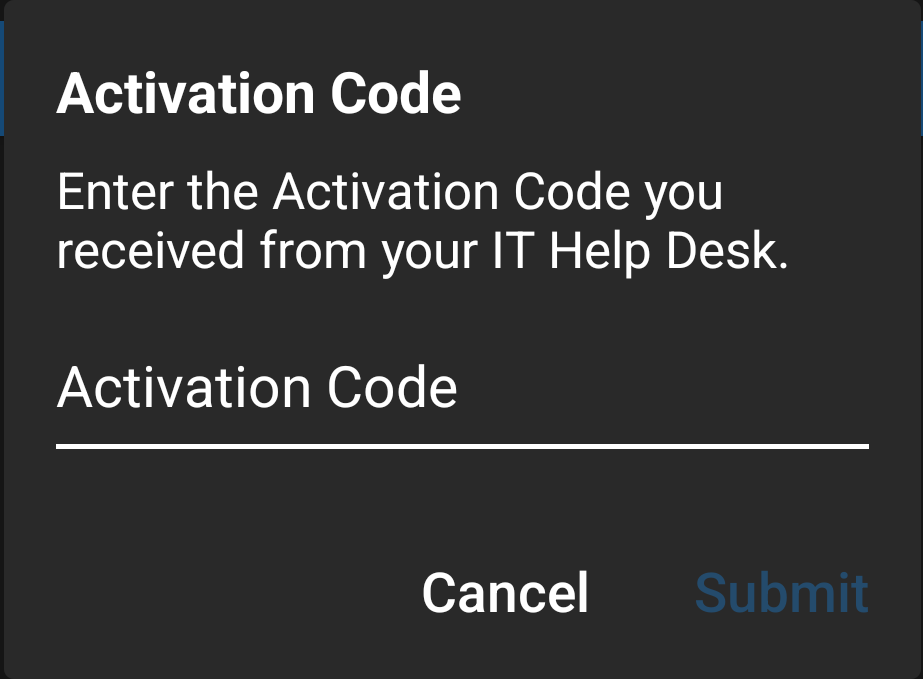 Activation Code
Enter the Activation Code you
received from your IT Help Desk.
Activation Code
Cancel Submit